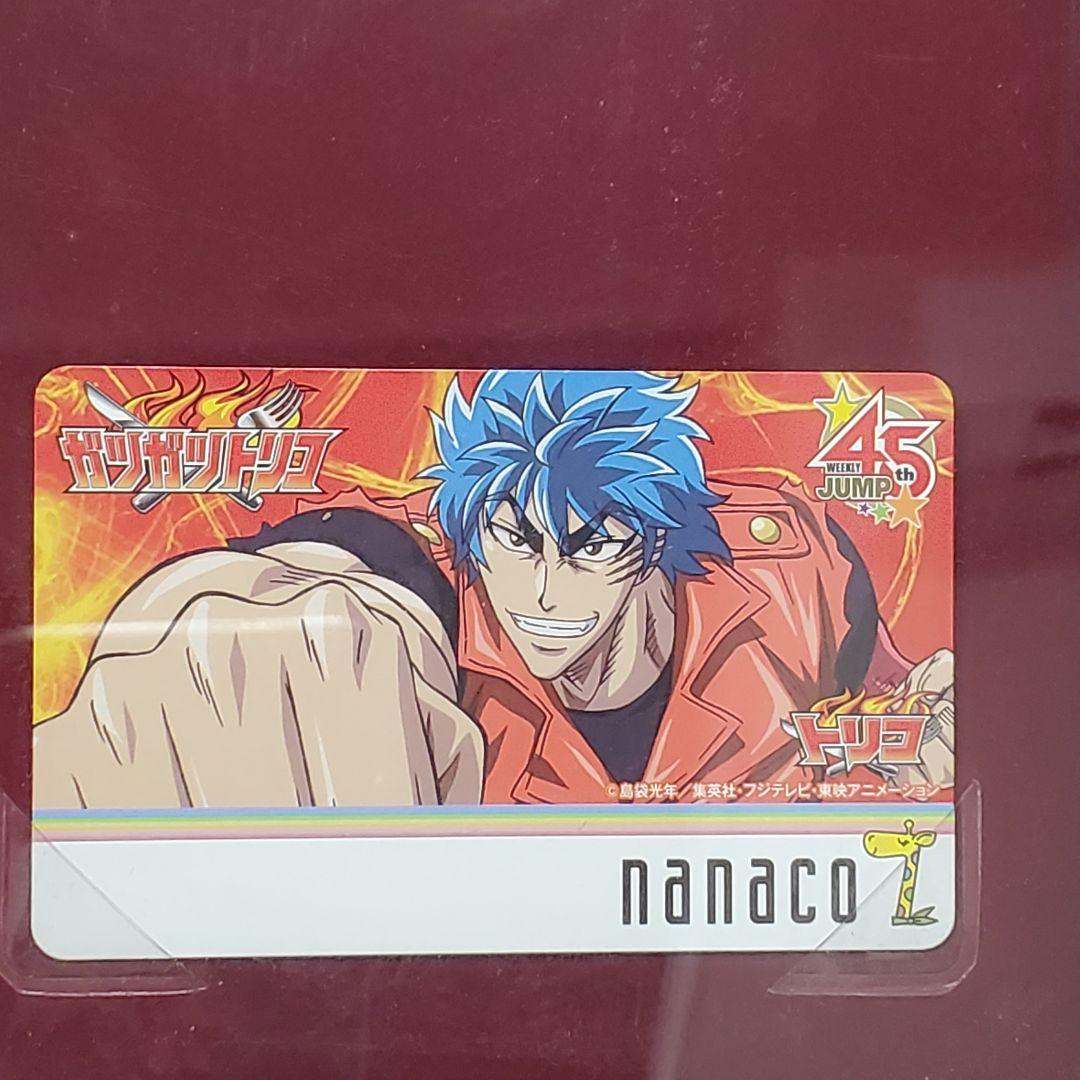 ガツガツトリコ
45th
WEEKLY
JUMP
トリコ
©島袋光年／集英社・フジテレビ・東映アニメーション
nanaco